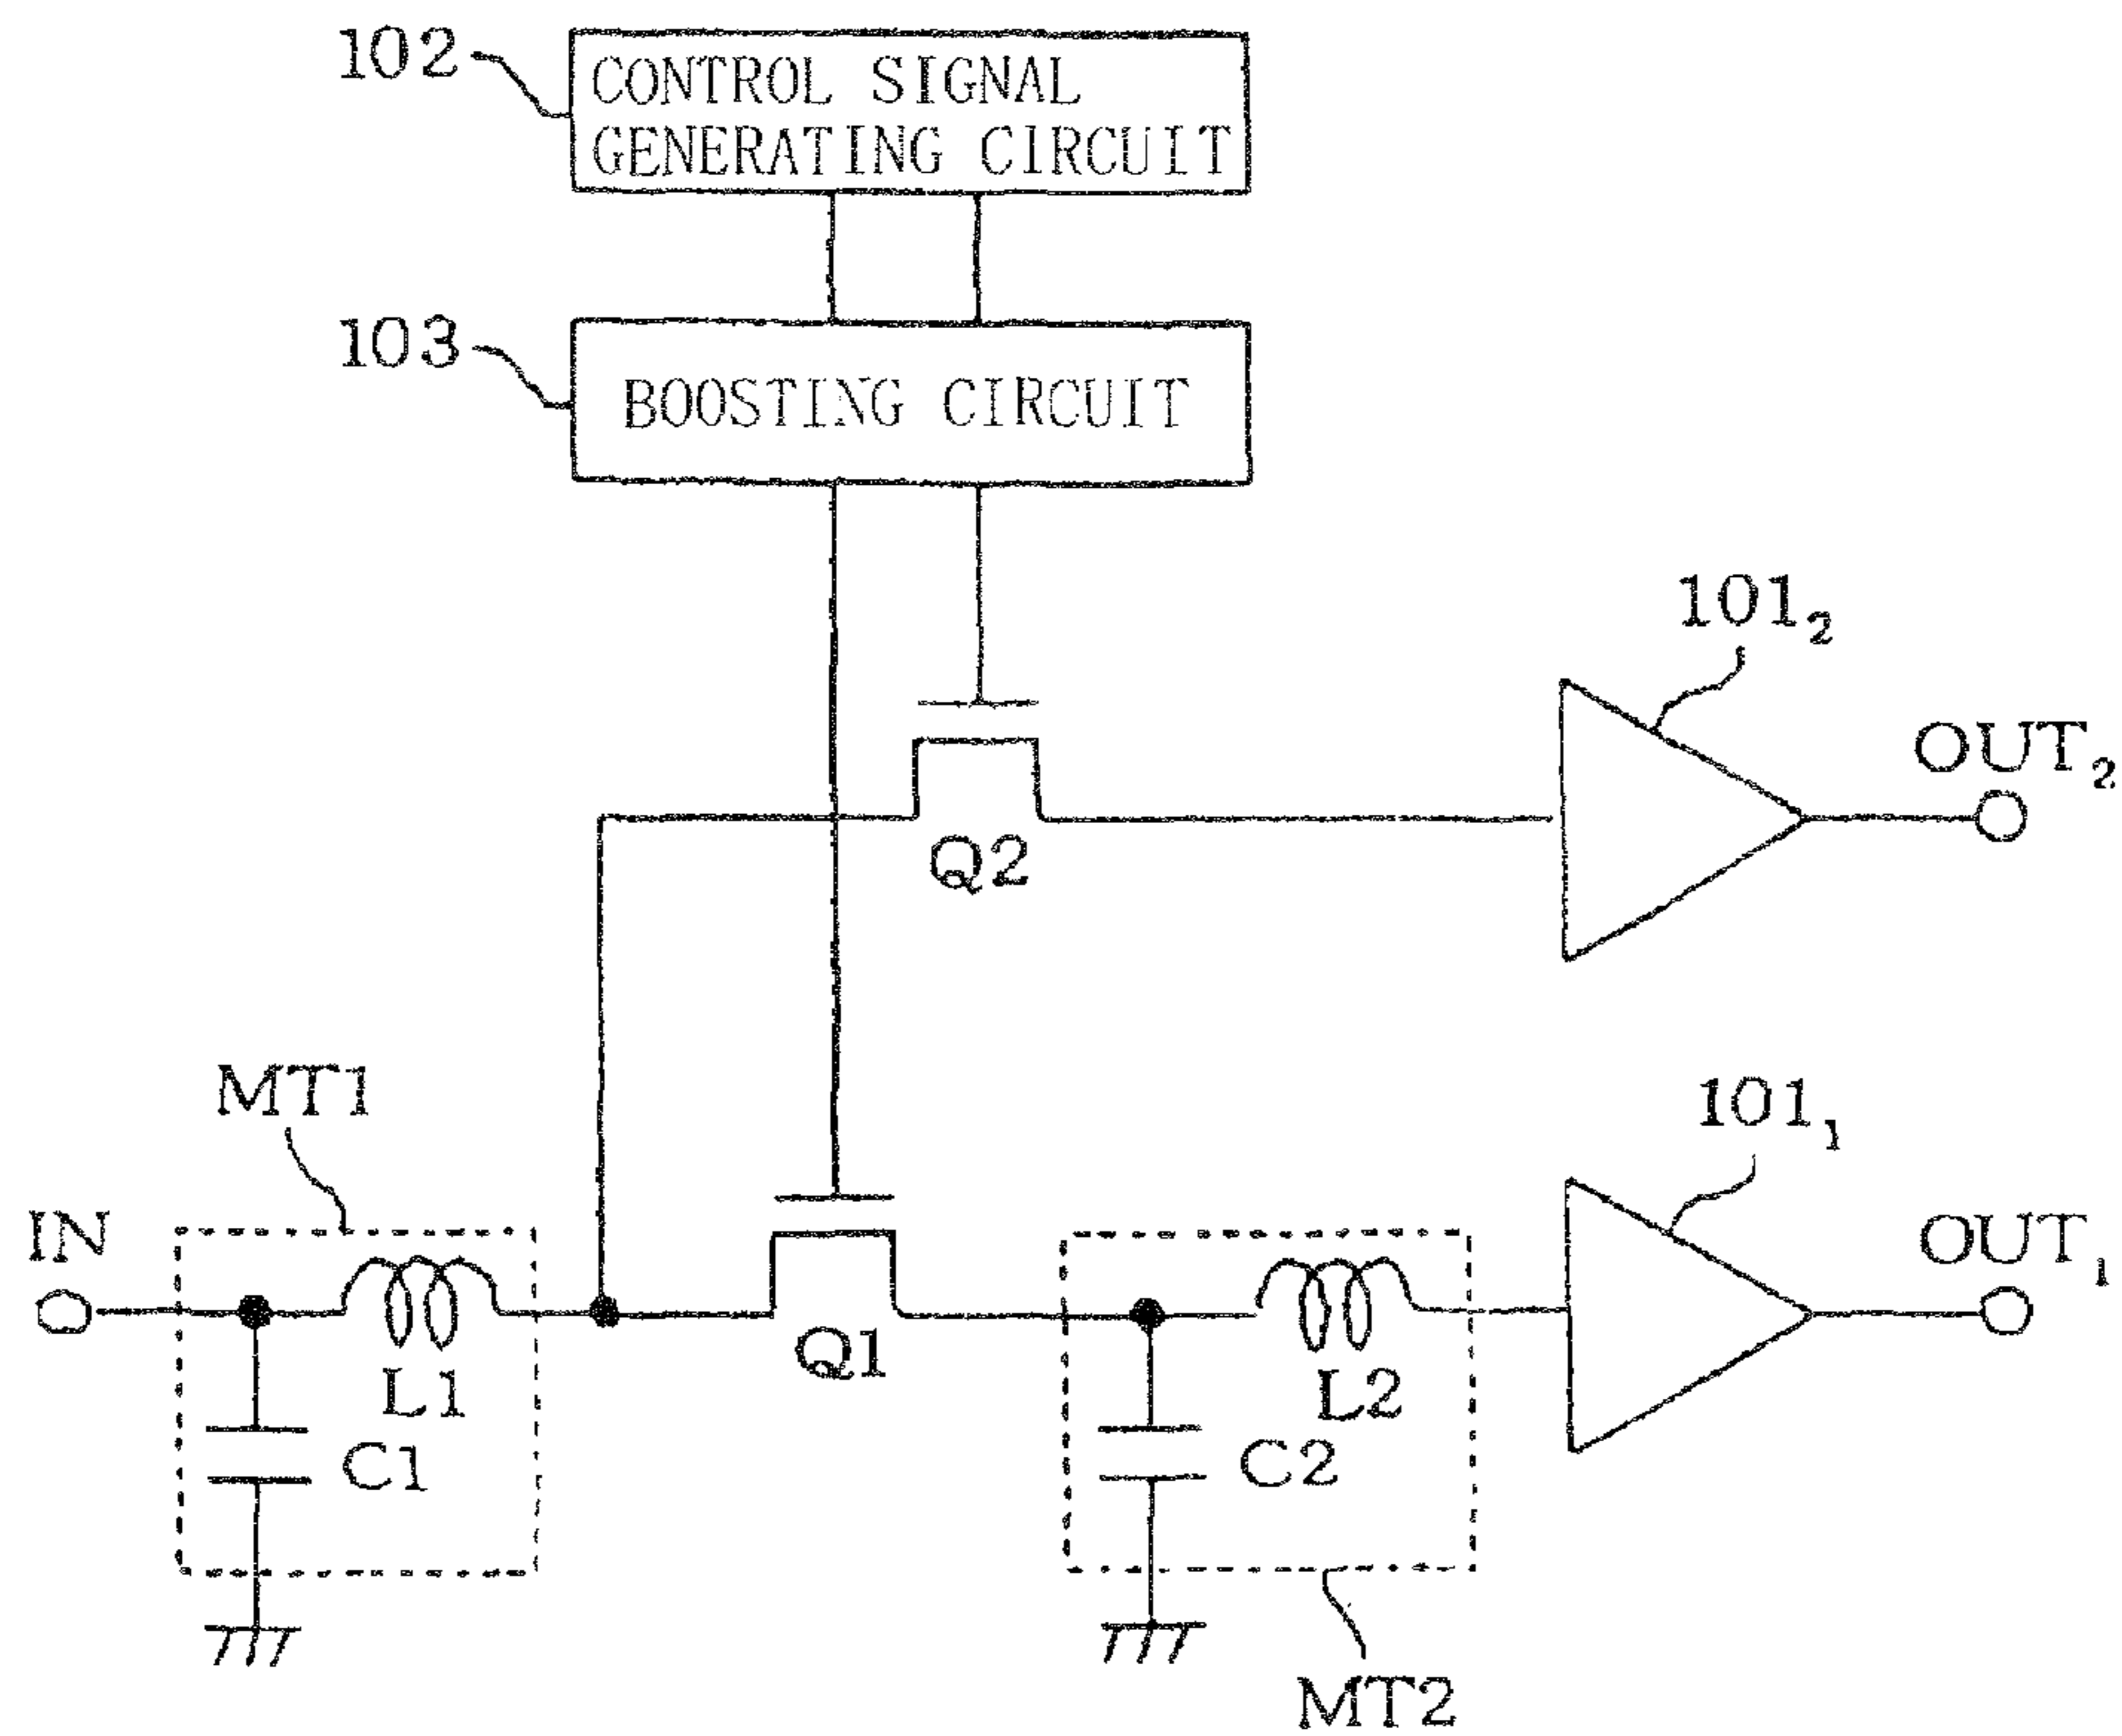 102
CONTROL SIGNAL
GENERATING CIRCUIT
103
BOOSTING CIRCUIT
101₂
OUT₂
Q2
MT1
101₁
IN
OUT₁
Q1
L1
L2
C1
C2
MT2